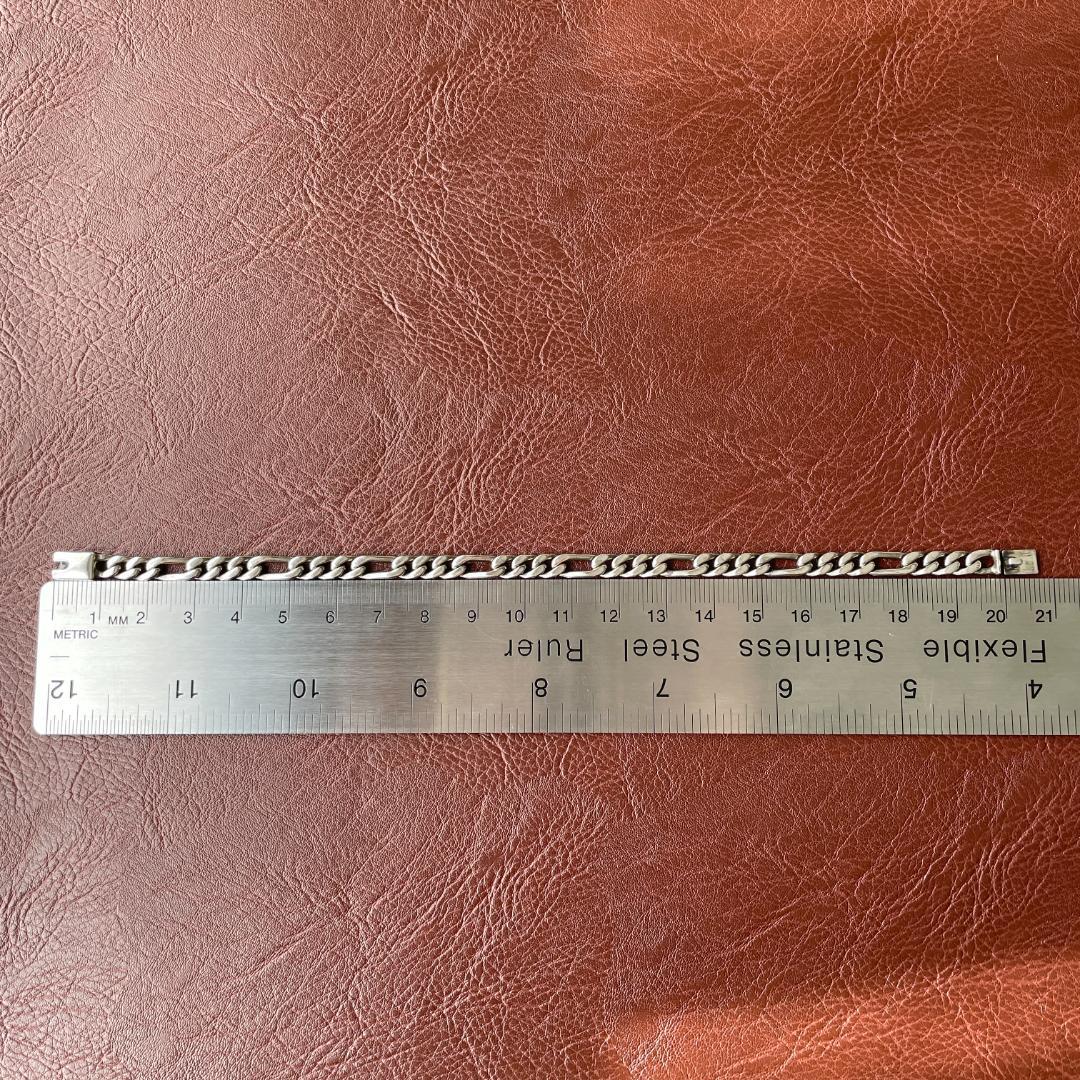 1 MM 2 3 4 5 6 7 8 9 10 11 12 13 14 15 16 17 18 19 20 21
METRIC
Flexible Stainless Steel Ruler
4 5 6 7 8 9 10 11 12